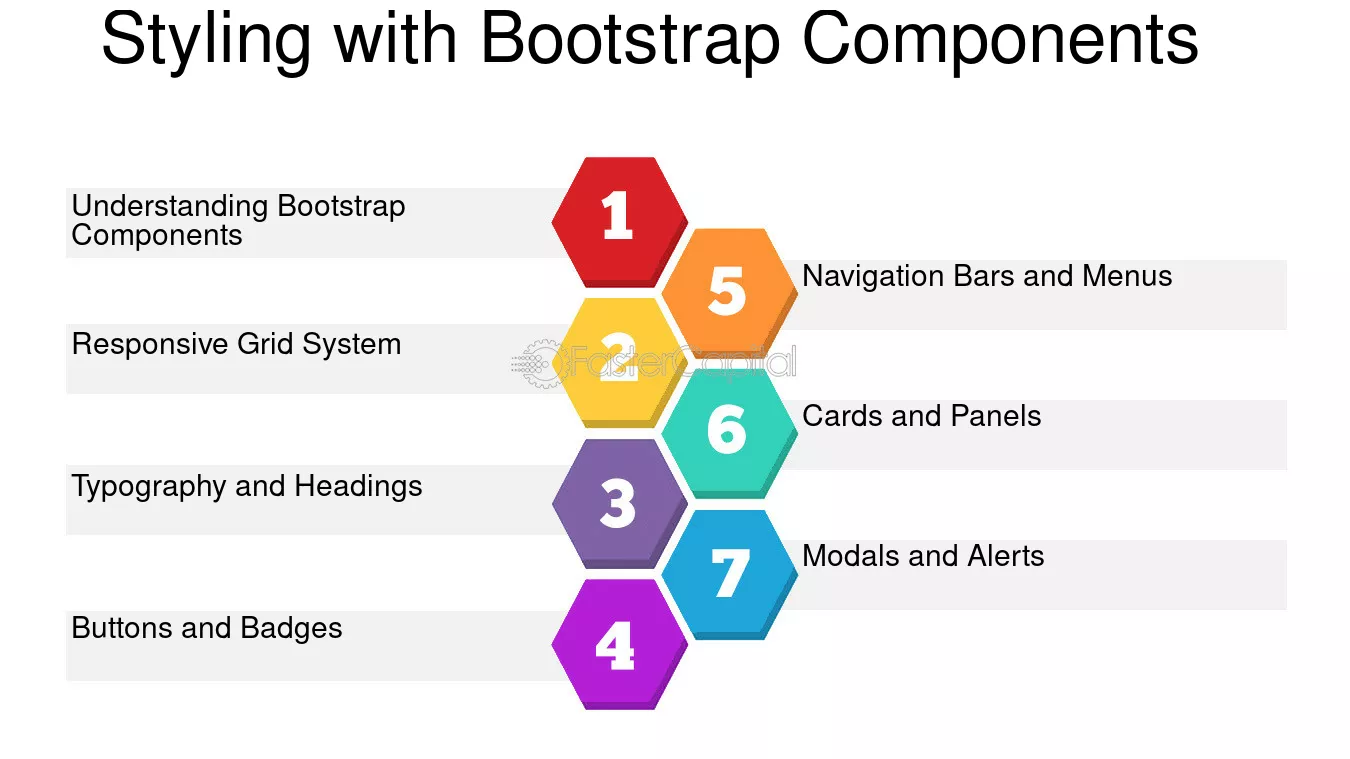 Styling with Bootstrap Components
1
Understanding Bootstrap
Components
2
Responsive Grid System
3
Typography and Headings
4
Buttons and Badges
5
Navigation Bars and Menus
6
Cards and Panels
7
Modals and Alerts
FasterCapital